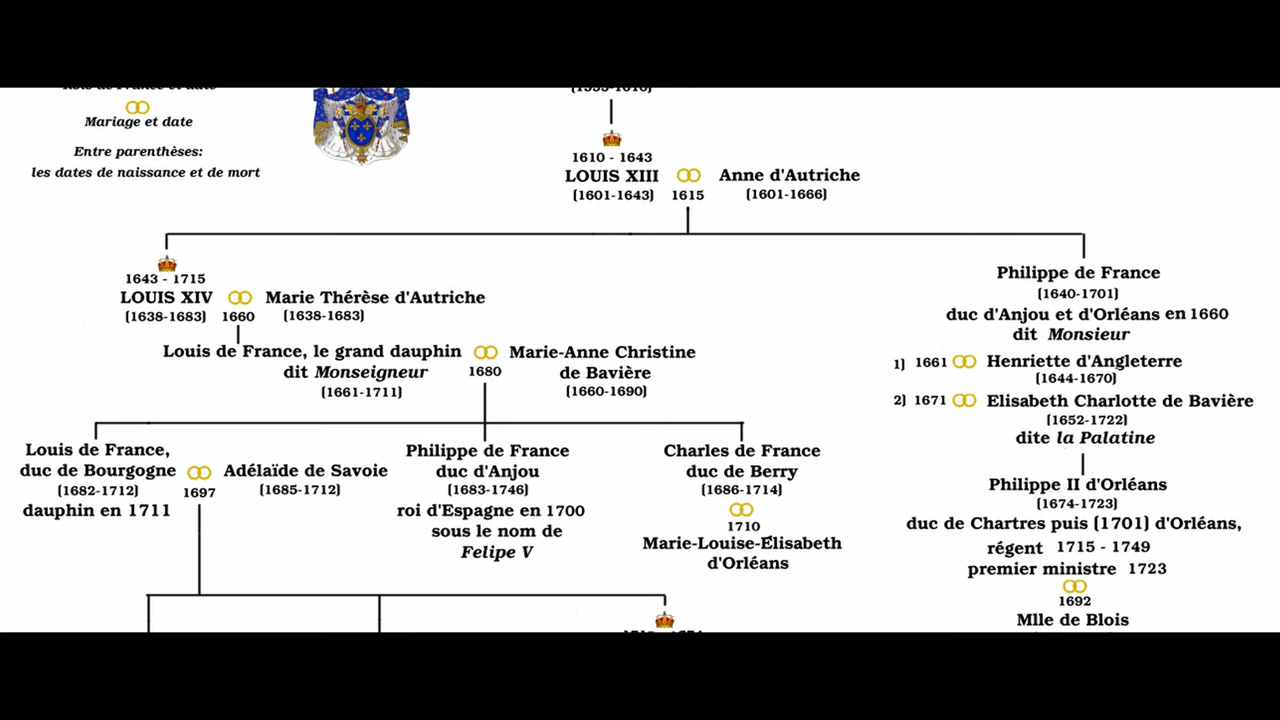 Rois de France et date
Mariage et date
Entre parenthèses:
les dates de naissance et de mort
1610 - 1643
LOUIS XIII
Anne d'Autriche
(1601-1643)
1615
(1601-1666)
1643 - 1715
LOUIS XIV
Marie Thérèse d'Autriche
(1638-1683)
1660
(1638-1683)
Philippe de France
(1640-1701)
duc d'Anjou et d'Orléans en 1660
dit Monsieur
1) 1661 Henriette d'Angleterre
(1644-1670)
2) 1671 Elisabeth Charlotte de Bavière
(1652-1722)
dite la Palatine
Louis de France, le grand dauphin
dit Monseigneur
(1661-1711)
1680
Marie-Anne Christine
de Bavière
(1660-1690)
Louis de France,
duc de Bourgogne
(1682-1712)
dauphin en 1711
1697
Adélaïde de Savoie
(1685-1712)
Philippe de France
duc d'Anjou
(1683-1746)
roi d'Espagne en 1700
sous le nom de
Felipe V
Charles de France
duc de Berry
(1686-1714)
1710
Marie-Louise-Elisabeth
d'Orléans
Philippe II d'Orléans
(1674-1723)
duc de Chartres puis (1701) d'Orléans,
régent 1715 - 1749
premier ministre 1723
1692
Mlle de Blois